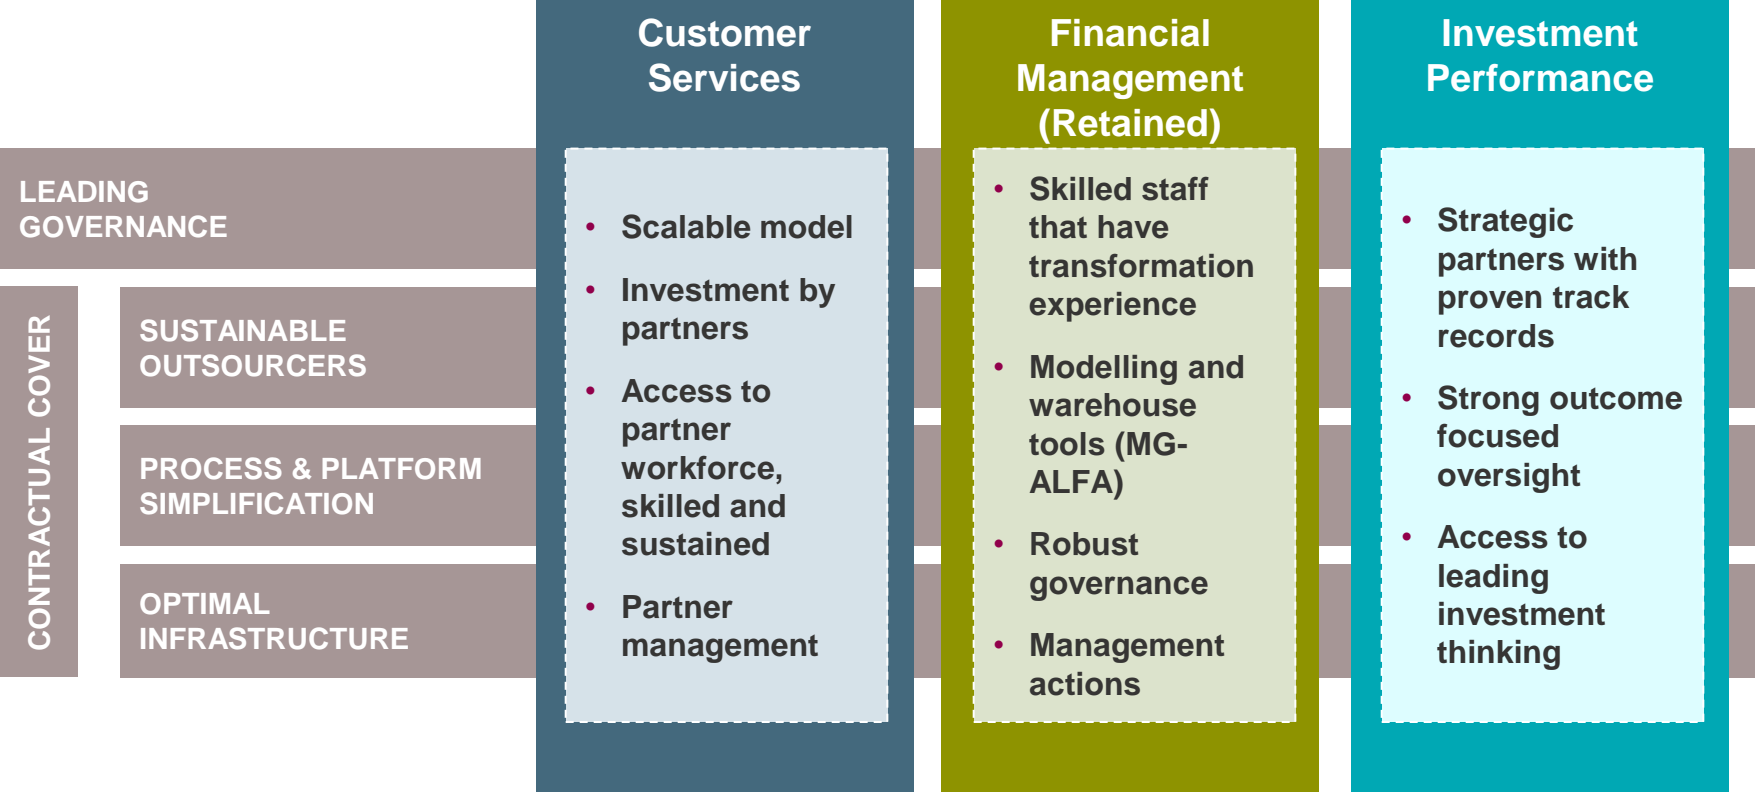 Customer
Services
Financial
Management
(Retained)
Investment
Performance
LEADING
GOVERNANCE
CONTRACTUAL COVER
SUSTAINABLE
OUTSOURCERS
PROCESS & PLATFORM
SIMPLIFICATION
OPTIMAL
INFRASTRUCTURE
• Scalable model
• Investment by
partners
• Access to
partner
workforce,
skilled and
sustained
• Partner
management
• Skilled staff
that have
transformation
experience
• Modelling and
warehouse
tools (MG-
ALFA)
• Robust
governance
• Management
actions
• Strategic
partners with
proven track
records
• Strong outcome
focused
oversight
• Access to
leading
investment
thinking